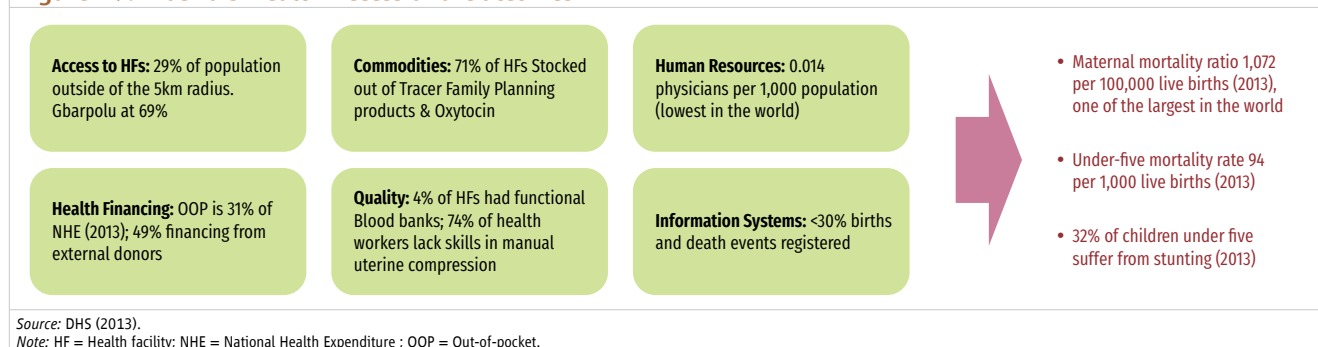 Access to HFs: 29% of population
outside of the 5km radius.
Gbarpolu at 69%
Commodities: 71% of HFs Stocked
out of Tracer Family Planning
products & Oxytocin
Human Resources: 0.014
physicians per 1,000 population
(lowest in the world)
Health Financing: OOP is 31% of
NHE (2013); 49% financing from
external donors
Quality: 4% of HFs had functional
Blood banks; 74% of health
workers lack skills in manual
uterine compression
Information Systems: <30% births
and death events registered
• Maternal mortality ratio 1,072
per 100,000 live births (2013),
one of the largest in the world
• Under-five mortality rate 94
per 1,000 live births (2013)
• 32% of children under five
suffer from stunting (2013)
Source: DHS (2013).
Note: HF = Health facility; NHE = National Health Expenditure ; OOP = Out-of-pocket.